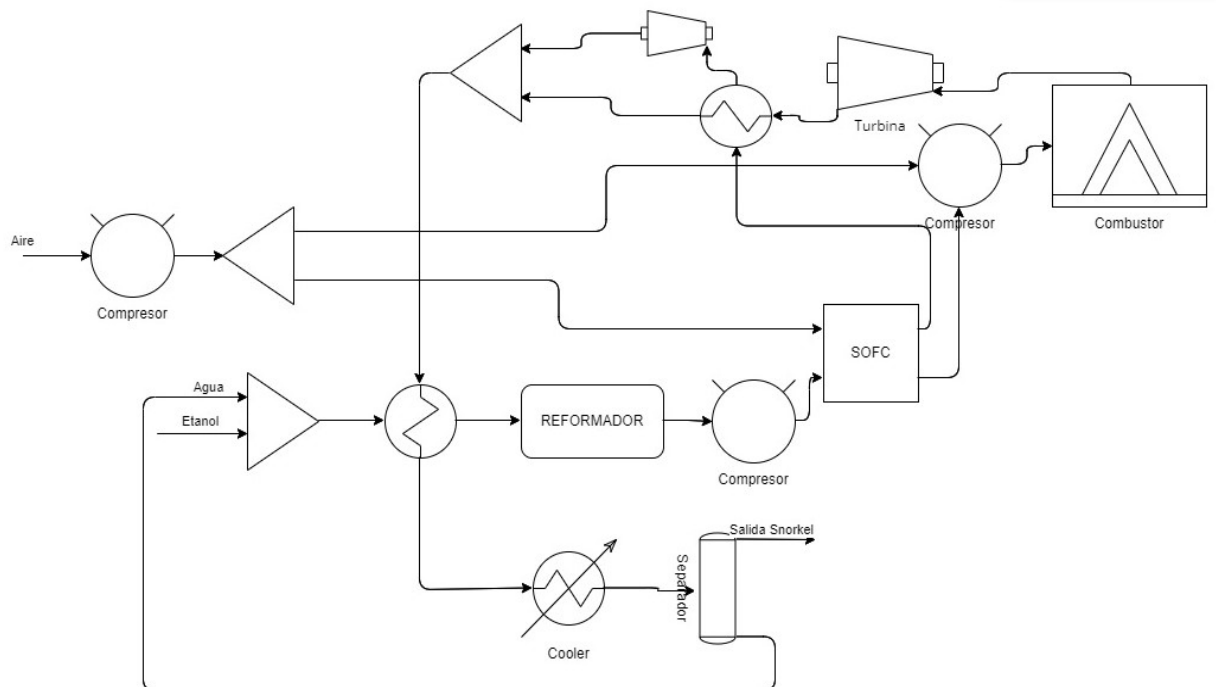 Turbina
Compresor
Combustor
Aire
Compresor
SOFC
Agua
Etanol
REFORMADOR
Compresor
Salida Snorkel
Separador
Cooler